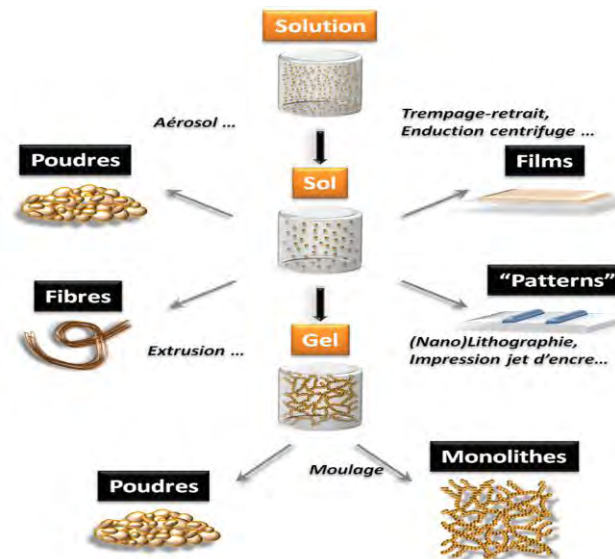 Solution
Aérosol ...
Trempage-retrait,
Enduction centrifuge ...
Poudres
Sol
Films
Fibres
“Patterns”
Extrusion ...
(Nano)Lithographie,
Impression jet d’encre...
Gel
Poudres
Moulage
Monolithes